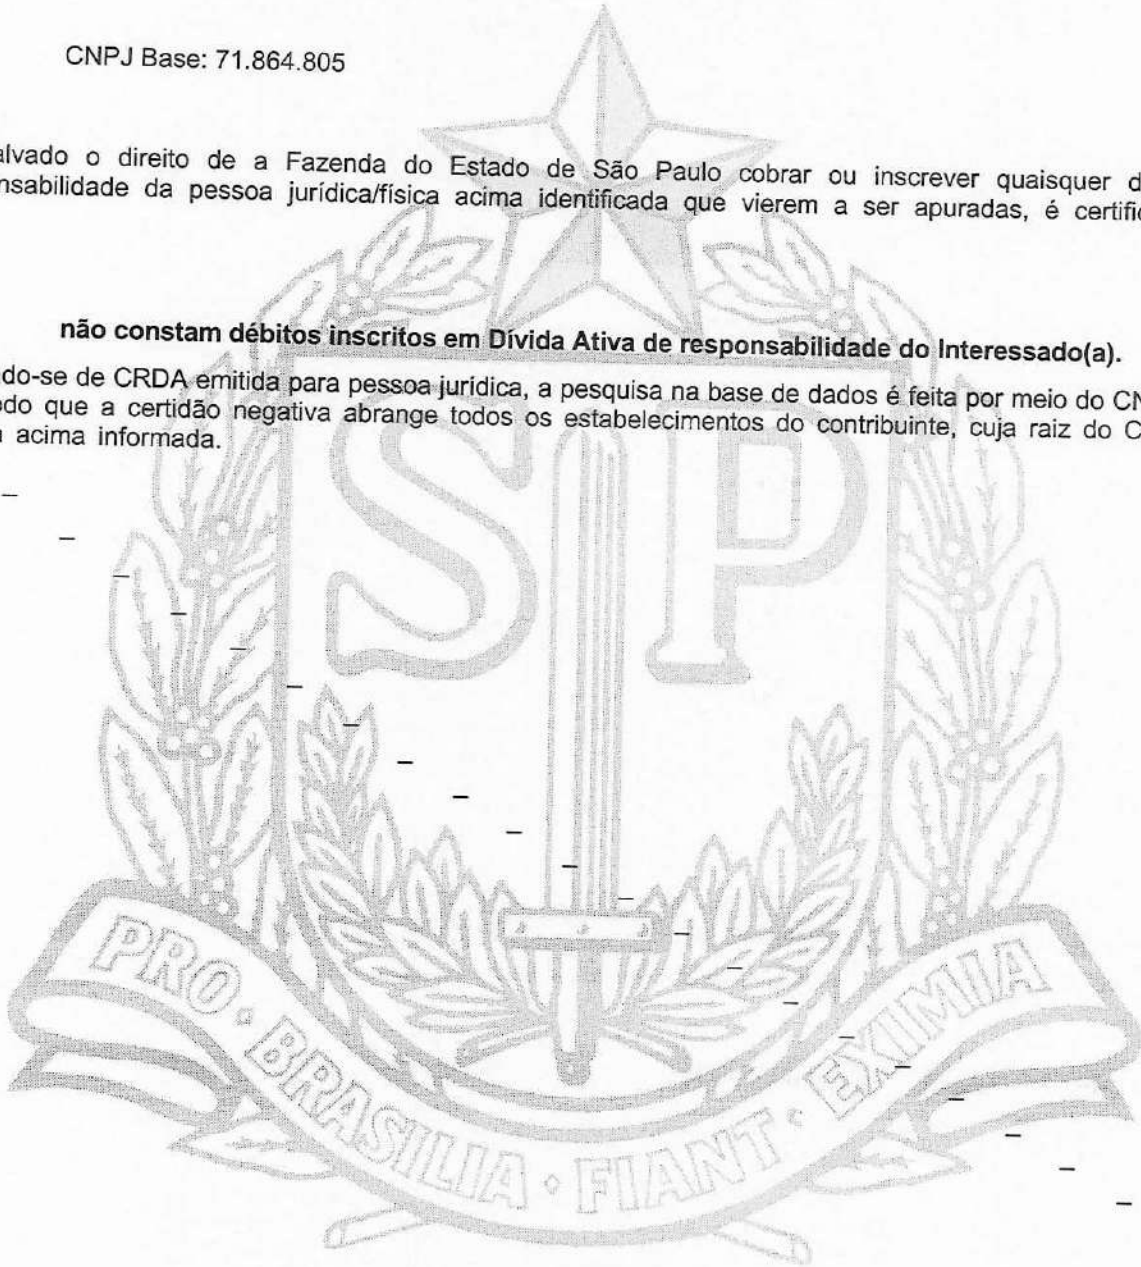 CNPJ Base: 71.864.805
alvado o direito de a Fazenda do Estado de São Paulo cobrar ou inscrever quaisquer d
nsabilidade da pessoa jurídica/física acima identificada que vierem a ser apuradas, é certific
não constam débitos inscritos em Dívida Ativa de responsabilidade do Interessado(a).
do-se de CRDA emitida para pessoa jurídica, a pesquisa na base de dados é feita por meio do CN
do que a certidão negativa abrange todos os estabelecimentos do contribuinte, cuja raiz do C
acima informada.
SP
PRO · BRASILIA · FIANT · EXIMIA